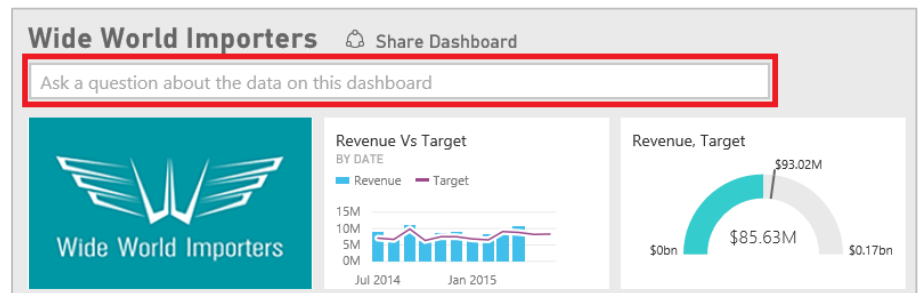 Wide World Importers Share Dashboard
Ask a question about the data on this dashboard
Wide World Importers
Revenue Vs Target
BY DATE
Revenue Target
15M
10M
5M
0M
Jul 2014 Jan 2015
Revenue, Target
$93.02M
$85.63M
$0bn $0.17bn